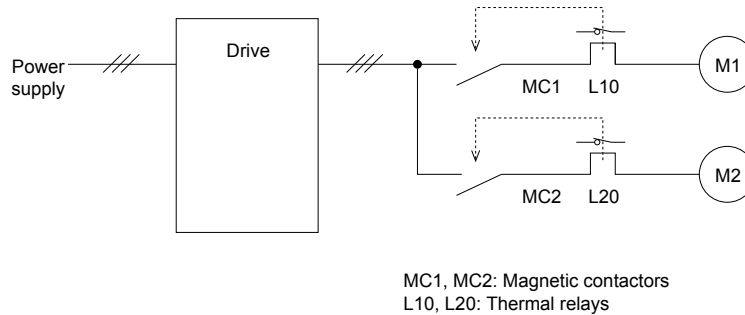 Drive
Power
supply
M1
MC1 L10
M2
MC2 L20
MC1, MC2: Magnetic contactors
L10, L20: Thermal relays